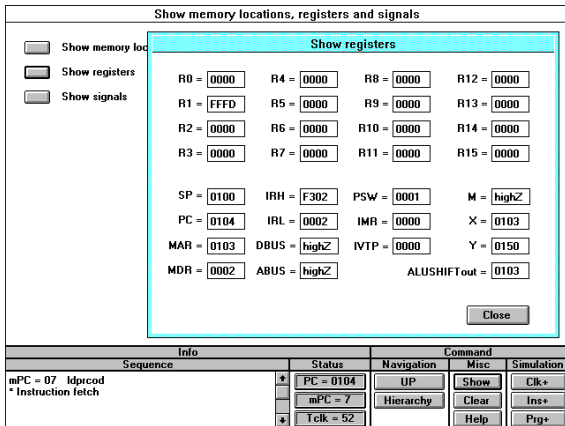 Show memory locations, registers and signals
Show memory loc
Show registers
Show signals
Show registers
R0 = 0000 R4 = 0000 R8 = 0000 R12 = 0000
R1 = FFFD R5 = 0000 R9 = 0000 R13 = 0000
R2 = 0000 R6 = 0000 R10 = 0000 R14 = 0000
R3 = 0000 R7 = 0000 R11 = 0000 R15 = 0000
SP = 0100 IRH = F302 PSW = 0001 M = highZ
PC = 0104 IRL = 0002 IMR = 0000 X = 0103
MAR = 0103 DBUS = highZ IVTP = 0000 Y = 0150
MDR = 0002 ABUS = highZ ALUSHIFTout = 0103
Close
Info Command
Sequence Status Navigation Misc Simulation
mPC = 07 ldprcod
* Instruction fetch
PC = 0104 UP Show Clk+
mPC = 7 Hierarchy Clear Ins+
Tclk = 52 Help Prg+